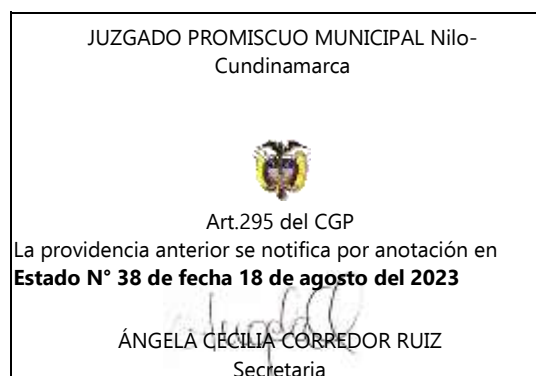 JUZGADO PROMISCUO MUNICIPAL Nilo-
Cundinamarca
Art.295 del CGP
La providencia anterior se notifica por anotación en
Estado N° 38 de fecha 18 de agosto del 2023
ÁNGELA CECILIA CORREDOR RUIZ
Secretaria